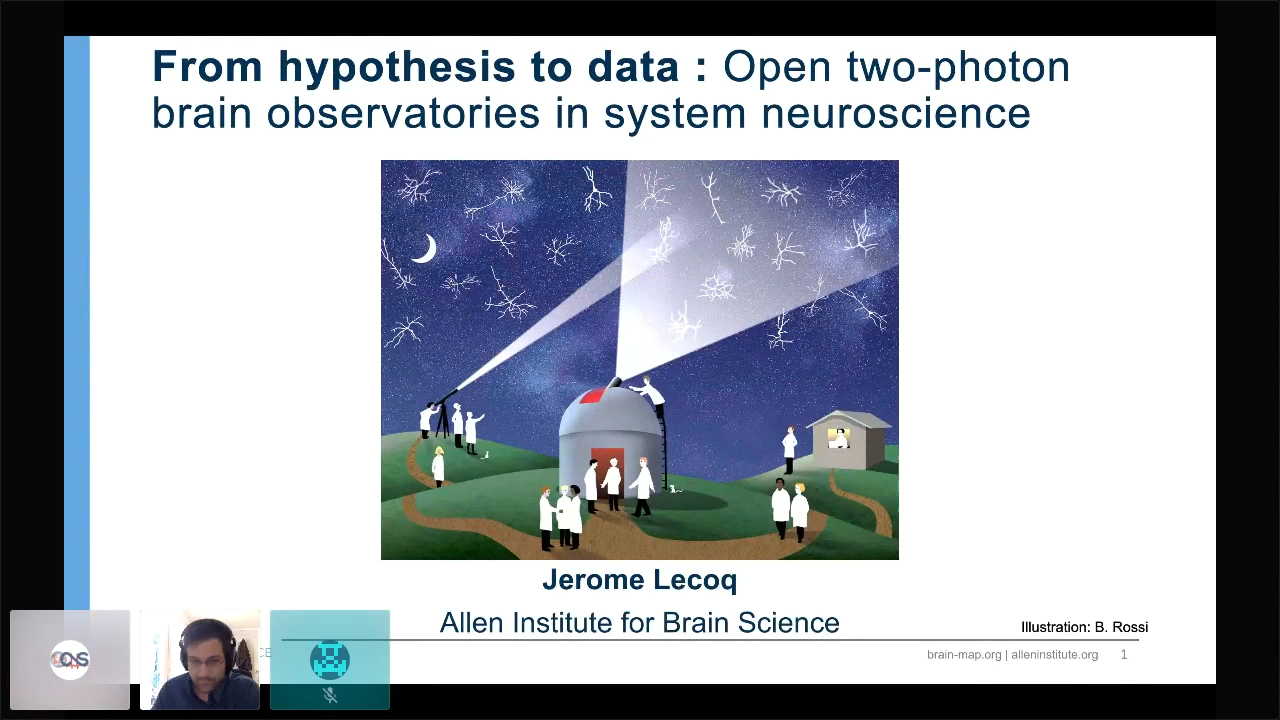 From hypothesis to data : Open two-photon
brain observatories in system neuroscience
Jerome Lecoq
Allen Institute for Brain Science
Illustration: B. Rossi
brain-map.org | alleninstitute.org 1